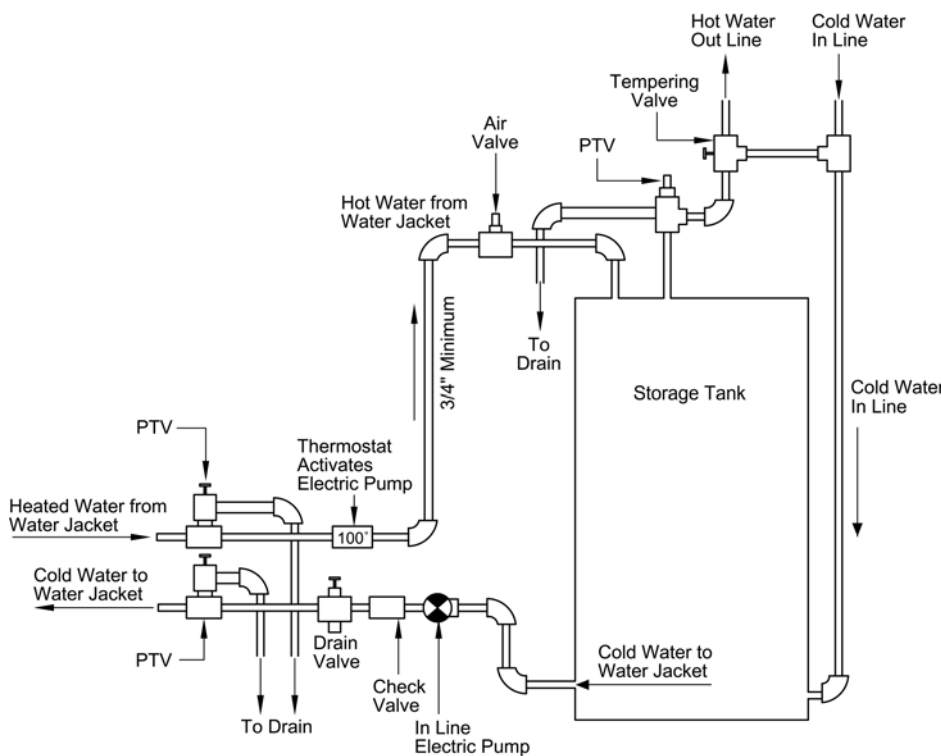 Hot Water
Out Line
Cold Water
In Line
Tempering
Valve
Air
Valve
PTV
Hot Water from
Water Jacket
To
Drain
3/4" Minimum
Storage Tank
Cold Water
In Line
PTV
Thermostat
Activates
Electric Pump
Heated Water from
Water Jacket
100°
Cold Water to
Water Jacket
PTV
Drain
Valve
Cold Water to
Water Jacket
Check
Valve
To Drain
In Line
Electric Pump